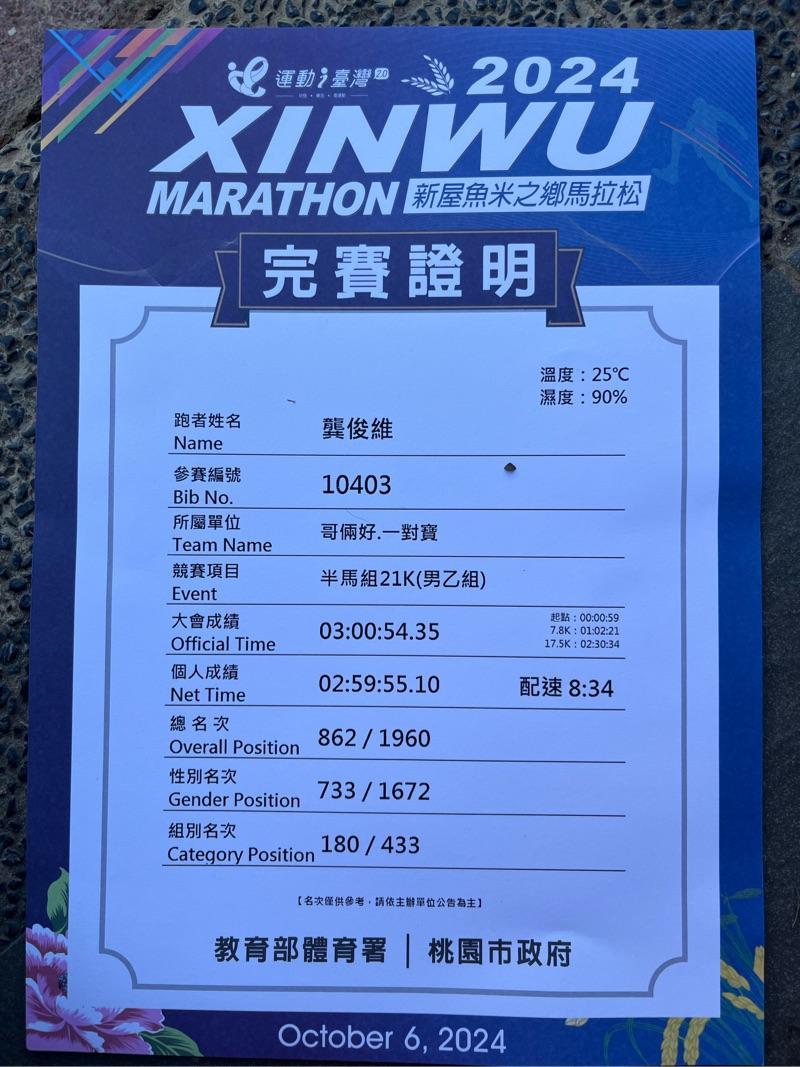 運動i臺灣2.0
2024
XINWU
MARATHON 新屋魚米之鄉馬拉松
完賽證明
溫度：25℃
濕度：90%
跑者姓名
Name
龔俊維
參賽編號
Bib No.
10403
所屬單位
Team Name
哥倆好.一對寶
競賽項目
Event
半馬組21K(男乙組)
大會成績
Official Time
03:00:54.35
起點：00:00:59
7.8K：01:02:21
17.5K：02:30:34
個人成績
Net Time
02:59:55.10
配速 8:34
總名次
Overall Position
862 / 1960
性別名次
Gender Position
733 / 1672
組別名次
Category Position
180 / 433
【名次僅供參考，請依主辦單位公告為主】
教育部體育署｜桃園市政府
October 6, 2024